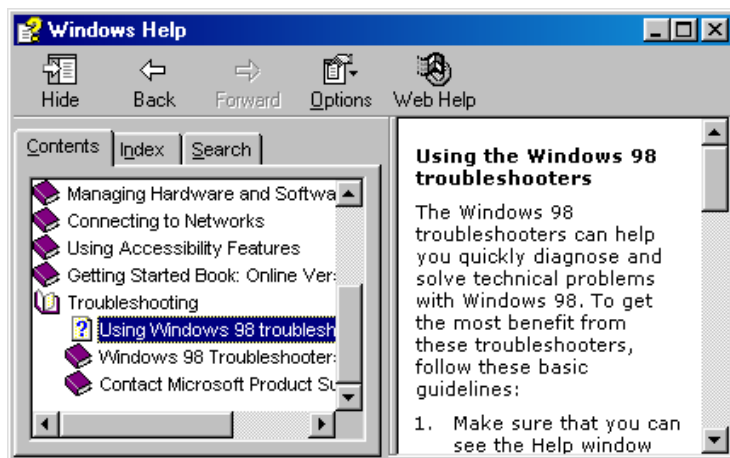 Windows Help
Hide Back Forward Options Web Help
Contents Index Search
Managing Hardware and Softwa
Connecting to Networks
Using Accessibility Features
Getting Started Book: Online Ver
Troubleshooting
Using Windows 98 troublesh
Windows 98 Troubleshooter
Contact Microsoft Product Su
Using the Windows 98
troubleshooters
The Windows 98
troubleshooters can help
you quickly diagnose and
solve technical problems
with Windows 98. To get
the most benefit from
these troubleshooters,
follow these basic
guidelines:
1. Make sure that you can
see the Help window